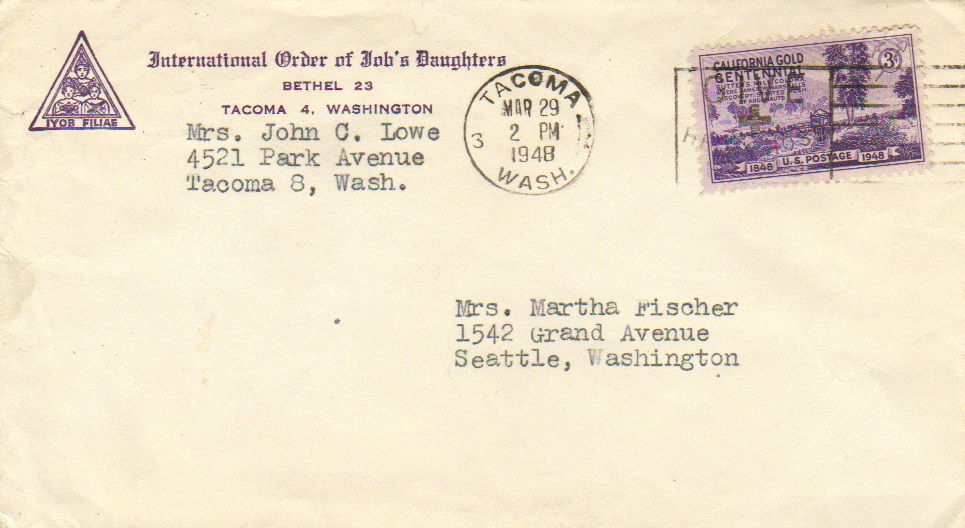 IYOB FILIAE
International Order of Job's Daughters
BETHEL 23
TACOMA 4, WASHINGTON
Mrs. John C. Lowe
4521 Park Avenue
Tacoma 8, Wash.
TACOMA
MAR 29
2 PM
3
1948
WASH.
CALIFORNIA GOLD
CENTENNIAL
3¢
1848 U.S. POSTAGE 1948
Mrs. Martha Fischer
1542 Grand Avenue
Seattle, Washington